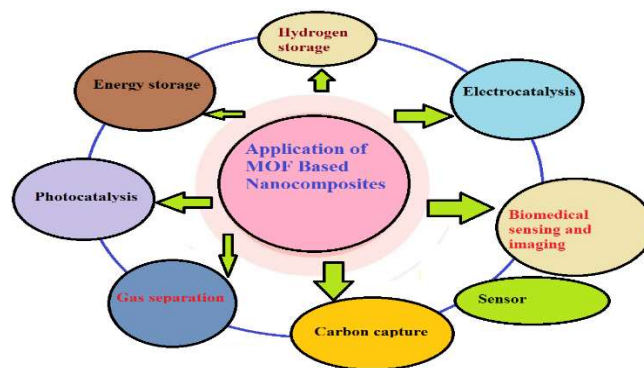 Hydrogen
storage
Energy storage
Electrocatalysis
Application of
MOF Based
Nanocomposites
Photocatalysis
Biomedical
sensing and
imaging
Gas separation
Sensor
Carbon capture